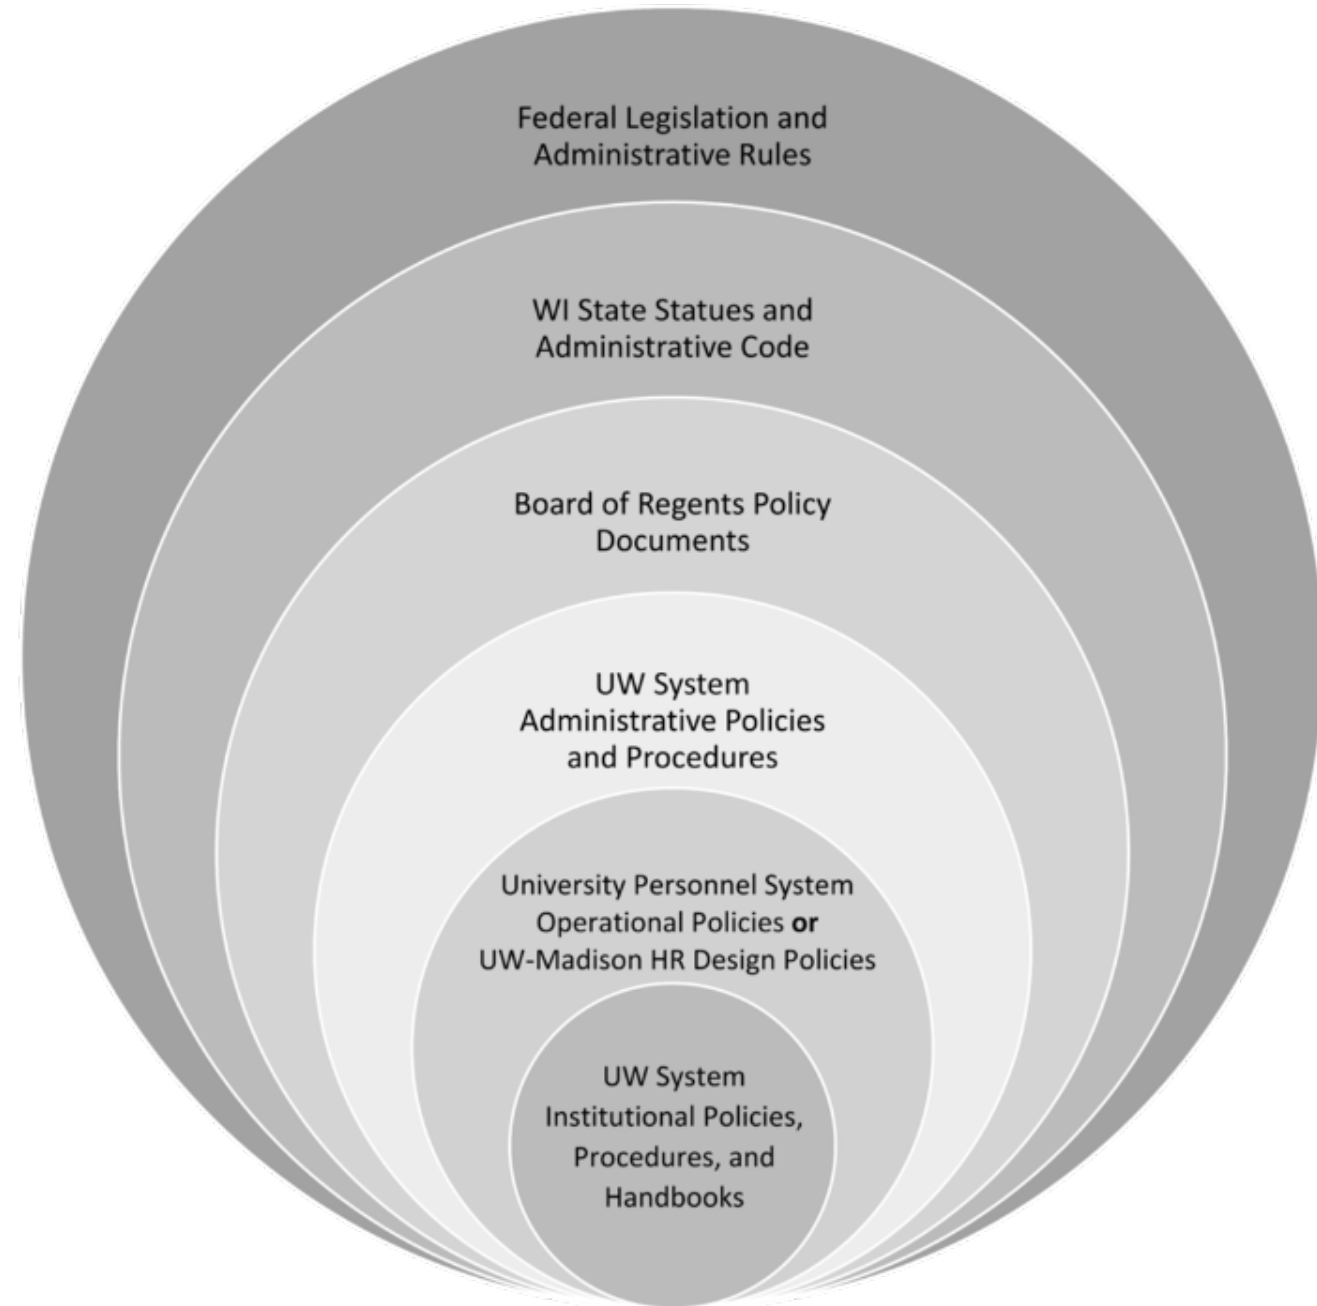 Federal Legislation and
Administrative Rules
WI State Statues and
Administrative Code
Board of Regents Policy
Documents
UW System
Administrative Policies
and Procedures
University Personnel System
Operational Policies or
UW-Madison HR Design Policies
UW System
Institutional Policies,
Procedures, and
Handbooks